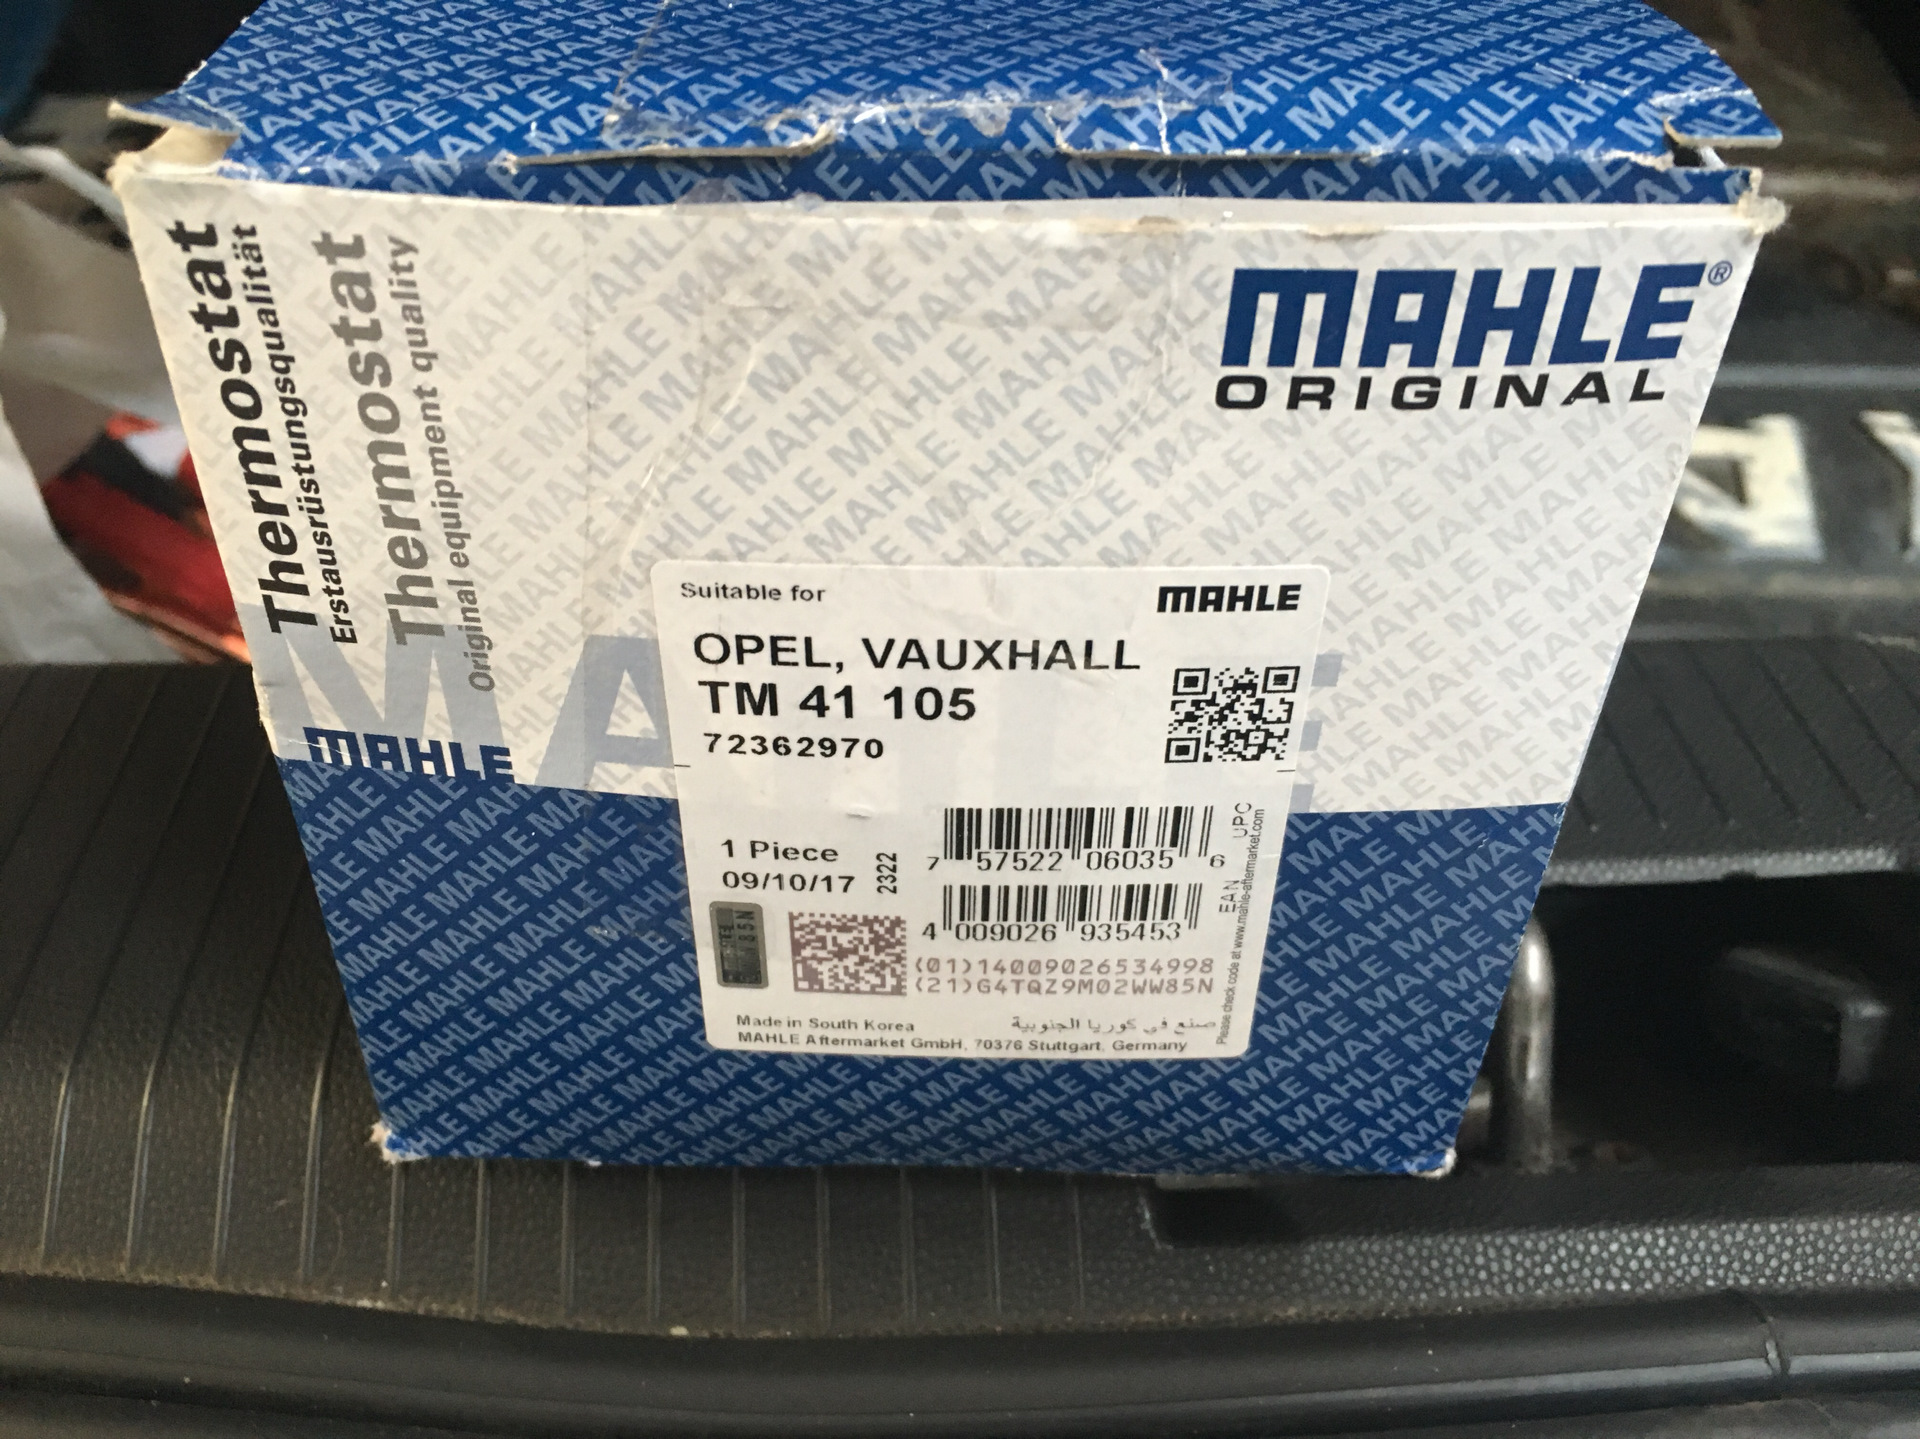 Thermostat
Erstausrüstungsqualität
Thermostat
Original equipment quality
MAHLE
MAHLE®
ORIGINAL
Suitable for
MAHLE
OPEL, VAUXHALL
TM 41 105
72362970
1 Piece
09/10/17
2322
7 57522 06035 6
UPC
4 009026 935453
EAN
(01)14009026534998
(21)G4TQZ9M02WW85N
Please check code at www.mahle-aftermarket.com
Made in South Korea
صنع في كوريا الجنوبية
MAHLE Aftermarket GmbH, 70376 Stuttgart, Germany